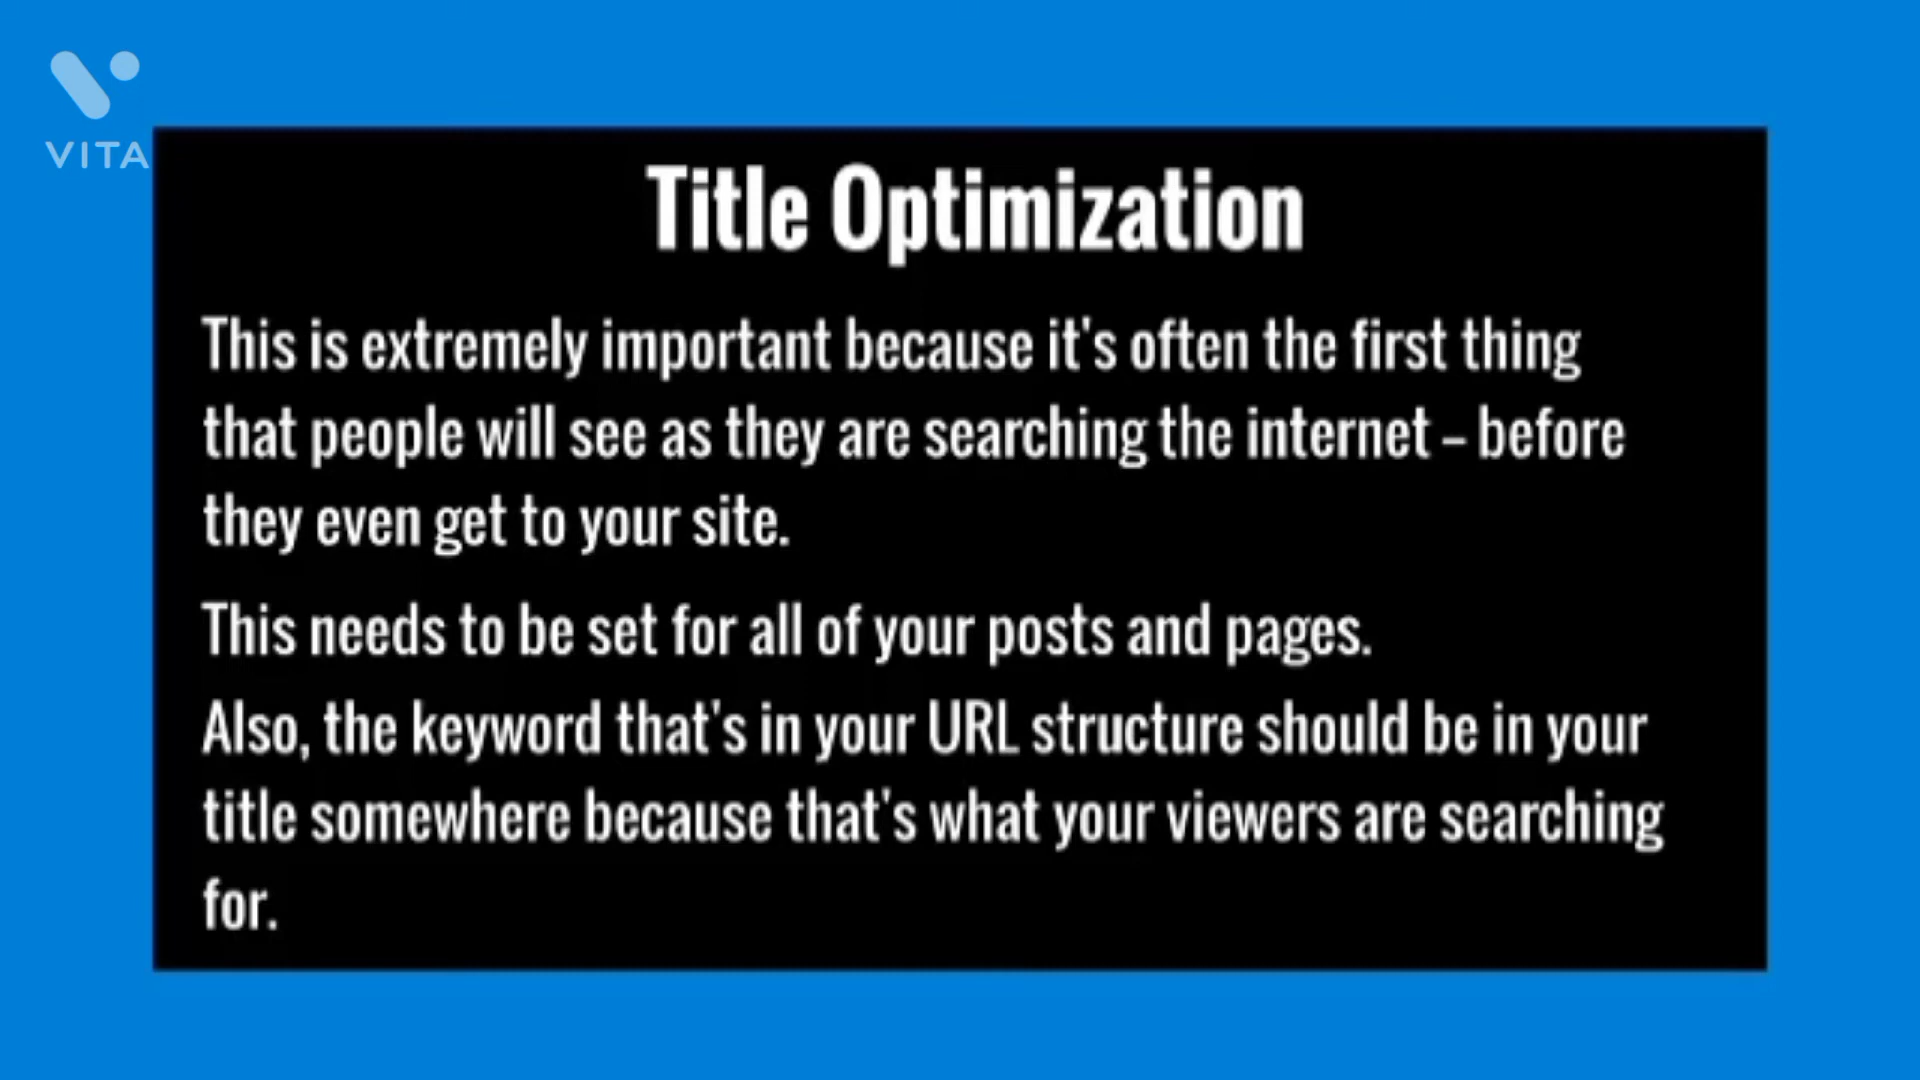 VITA
Title Optimization
This is extremely important because it's often the first thing
that people will see as they are searching the internet – before
they even get to your site.
This needs to be set for all of your posts and pages.
Also, the keyword that's in your URL structure should be in your
title somewhere because that's what your viewers are searching
for.